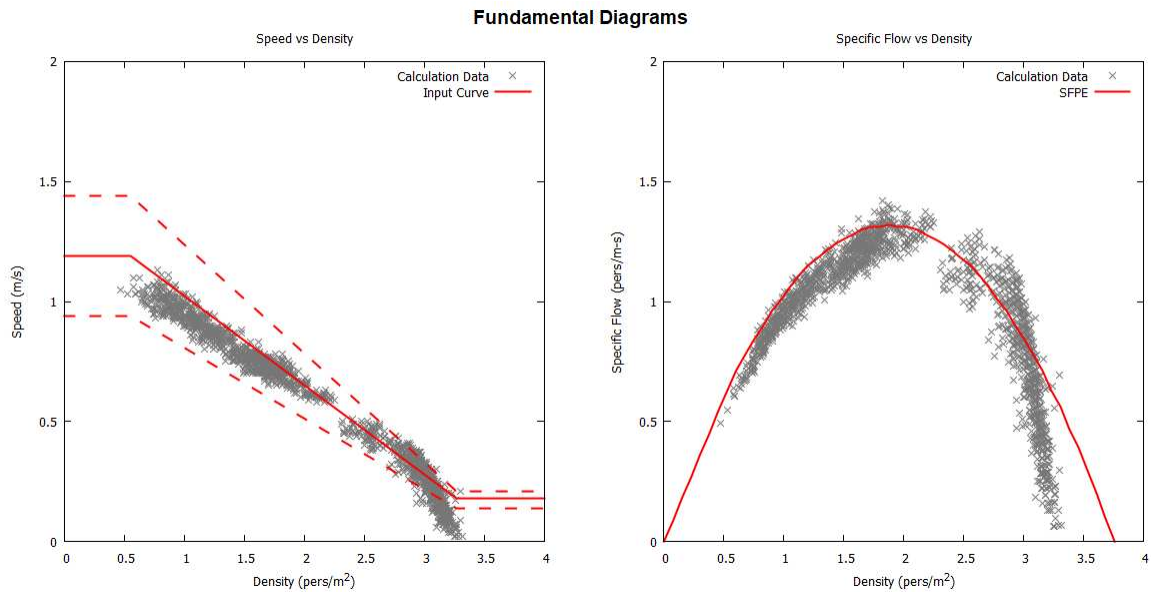 Fundamental Diagrams
Speed vs Density
2
1.5
1
0.5
0
Speed (m/s)
Calculation Data
Input Curve
0 0.5 1 1.5 2 2.5 3 3.5 4
Density (pers/m²)
Specific Flow vs Density
2
1.5
1
0.5
0
Specific Flow (pers/m-s)
Calculation Data
SFPE
0 0.5 1 1.5 2 2.5 3 3.5 4
Density (pers/m²)